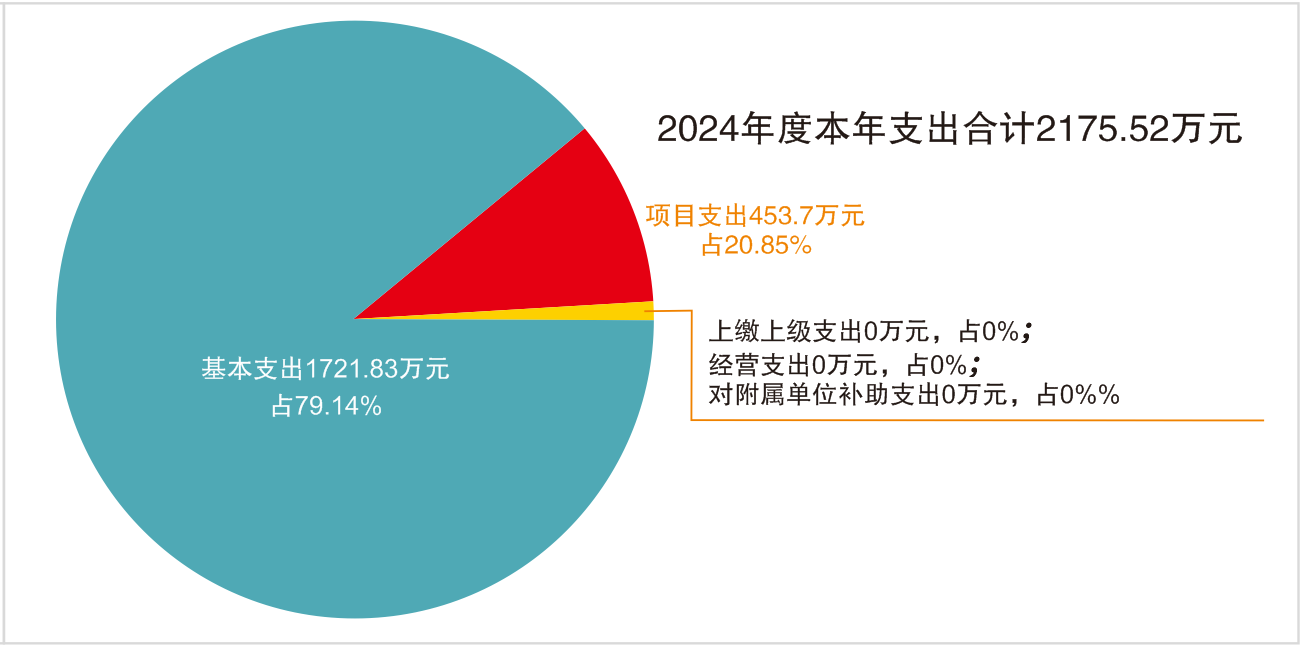 2024年度本年支出合计2175.52万元
项目支出453.7万元
占20.85%
上缴上级支出0万元，占0%；
经营支出0万元，占0%；
对附属单位补助支出0万元，占0%%
基本支出1721.83万元
占79.14%